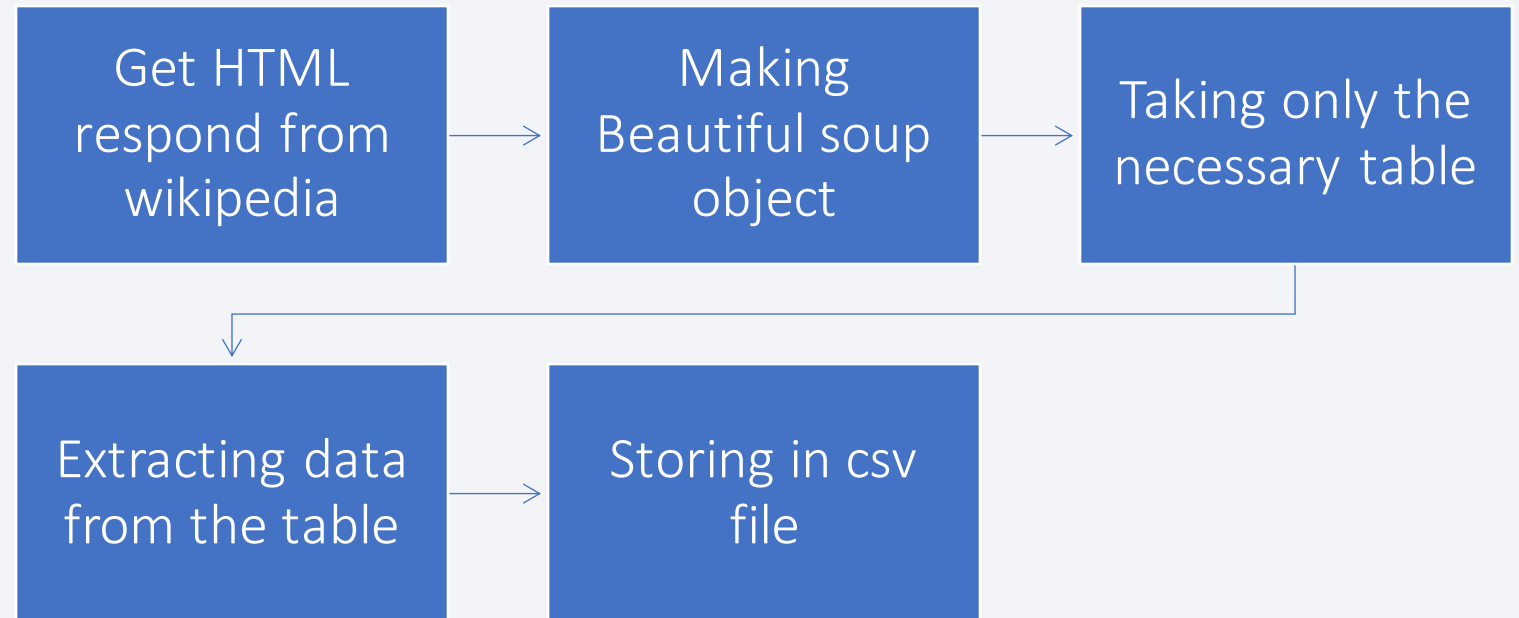 Get HTML
respond from
wikipedia
Making
Beautiful soup
object
Taking only the
necessary table
Extracting data
from the table
Storing in csv
file